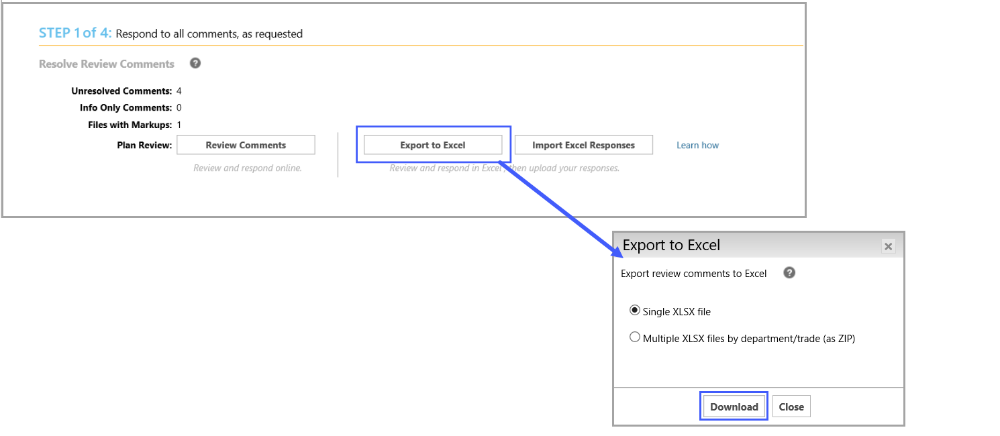 STEP 1 of 4: Respond to all comments, as requested
Resolve Review Comments ?
Unresolved Comments: 4
Info Only Comments: 0
Files with Markups: 1
Plan Review: Review Comments Export to Excel Import Excel Responses Learn how
Review and respond online. Review and respond in Excel, then upload your responses.
Export to Excel
Export review comments to Excel ?
Single XLSX file
Multiple XLSX files by department/trade (as ZIP)
Download Close